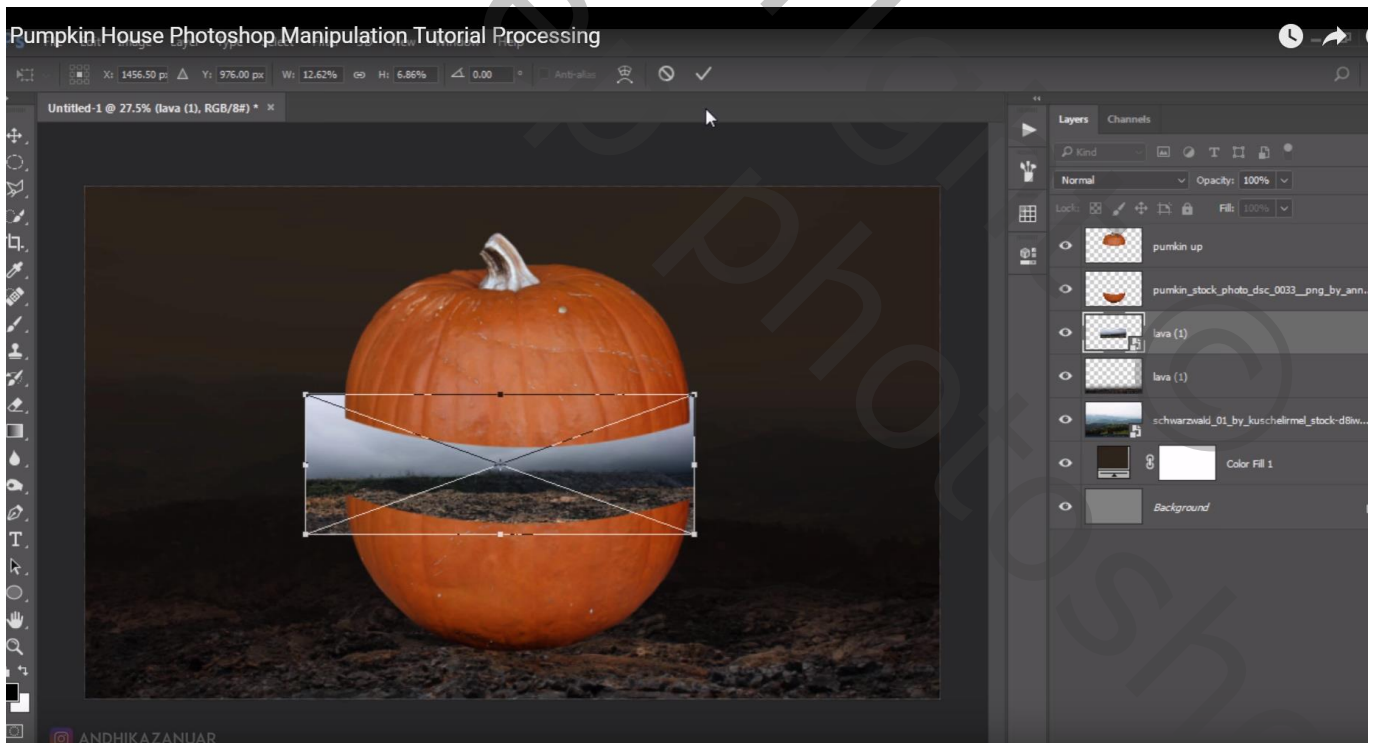 Pumpkin House Photoshop Manipulation Tutorial Processing
X: 1456.50 p: Y: 976.00 px W: 12.62% H: 6.86% 0.00 ° Anti-alias
Untitled-1 @ 27.5% (lava (1), RGB/8#) * ×
Layers Channels
Kind
Normal Opacity: 100%
Lock: Fill: 100%
pumkin up
pumkin_stock_photo_dsc_0033__png_by_ann...
lava (1)
lava (1)
schwarzwald_01_by_kuschelirmel_stock-d8iw...
Color Fill 1
Background
ANDHIKAZANUAR